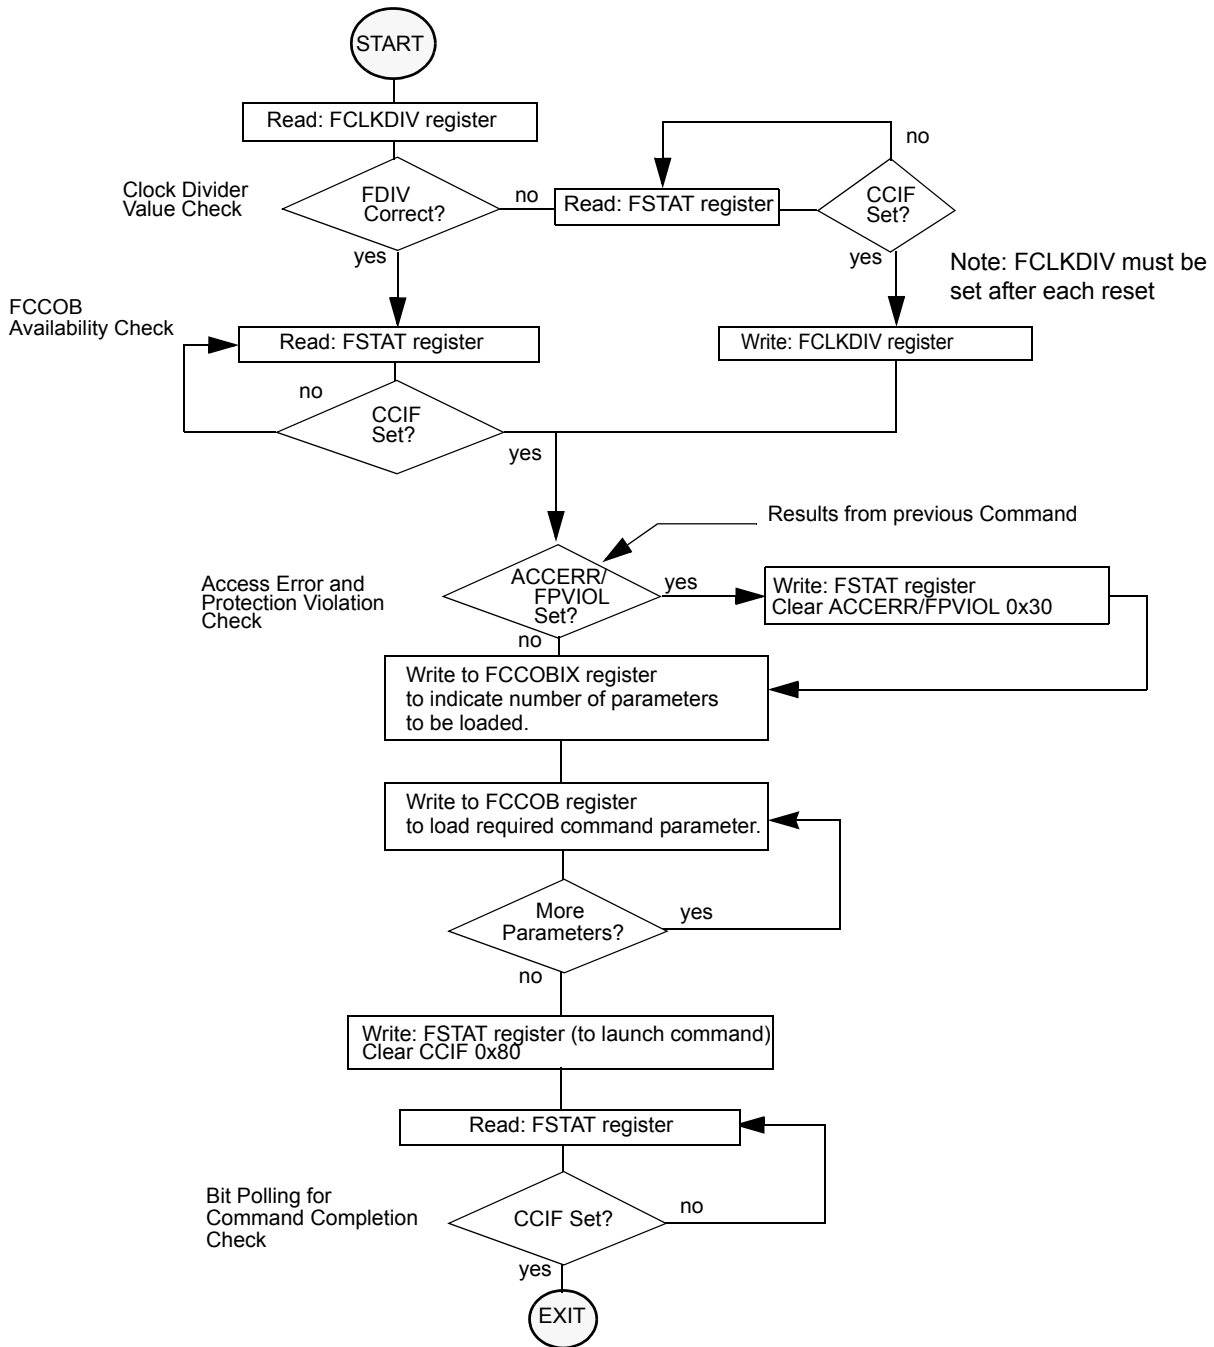 START
Read: FCLKDIV register
Clock Divider
Value Check
FDIV
Correct?
no
yes
Read: FSTAT register
no
CCIF
Set?
yes
Note: FCLKDIV must be
set after each reset
Write: FCLKDIV register
FCCOB
Availability Check
Read: FSTAT register
no
CCIF
Set?
yes
Results from previous Command
Access Error and
Protection Violation
Check
ACCERR/
FPVIOL
Set?
yes
no
Write: FSTAT register
Clear ACCERR/FPVIOL 0x30
Write to FCCOBIX register
to indicate number of parameters
to be loaded.
Write to FCCOB register
to load required command parameter.
More
Parameters?
yes
no
Write: FSTAT register (to launch command)
Clear CCIF 0x80
Read: FSTAT register
Bit Polling for
Command Completion
Check
CCIF Set?
no
yes
EXIT